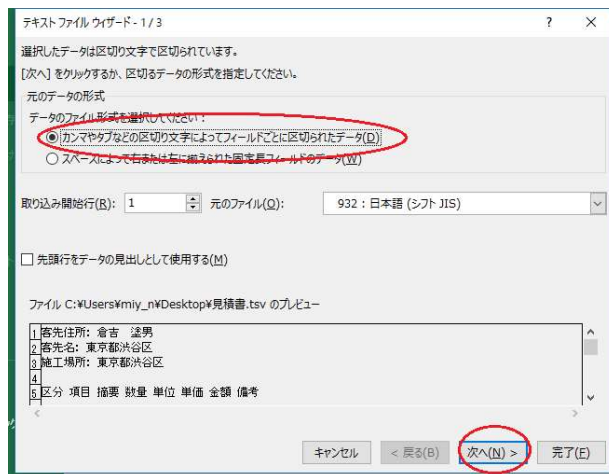 テキスト ファイル ウィザード - 1 / 3
選択したデータは区切り文字で区切られています。
[次へ] をクリックするか、区切るデータの形式を指定してください。
元のデータの形式
データのファイル形式を選択してください：
カンマやタブなどの区切り文字によってフィールドごとに区切られたデータ(D)
スペースによって右または左に揃えられた固定長フィールドのデータ(W)
取り込み開始行(R): 1 元のファイル(O): 932 : 日本語 (シフト JIS)
先頭行をデータの見出しとして使用する(M)
ファイル C:¥Users¥miy_n¥Desktop¥見積書.tsv のプレビュー
1 客先住所: 倉吉　塗男
2 客先名: 東京都渋谷区
3 施工場所: 東京都渋谷区
4
5 区分 項目 摘要 数量 単位 単価 金額 備考
キャンセル < 戻る(B) 次へ(N) > 完了(F)